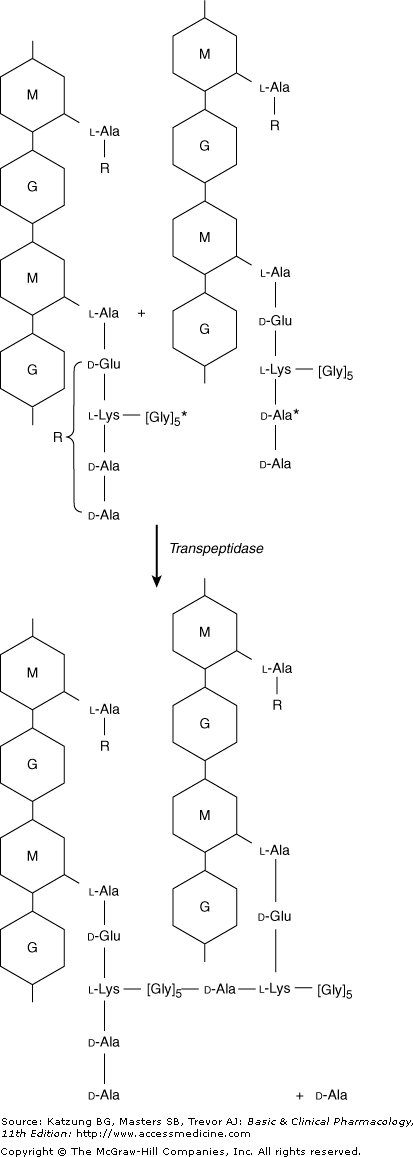 M
L-Ala
R
G
M
L-Ala
D-Glu
G
L-Lys
[Gly]5*
D-Ala
D-Ala
R
+
M
L-Ala
R
G
M
L-Ala
D-Glu
G
L-Lys
[Gly]5
D-Ala*
D-Ala
Transpeptidase
M
L-Ala
R
G
M
L-Ala
D-Glu
G
M
L-Ala
R
G
M
L-Ala
D-Glu
G
L-Lys — [Gly]5 — D-Ala — L-Lys — [Gly]5
D-Ala
D-Ala + D-Ala
Source: Katzung BG, Masters SB, Trevor AJ: Basic & Clinical Pharmacology,
11th Edition: http://www.accessmedicine.com
Copyright © The McGraw-Hill Companies, Inc. All rights reserved.